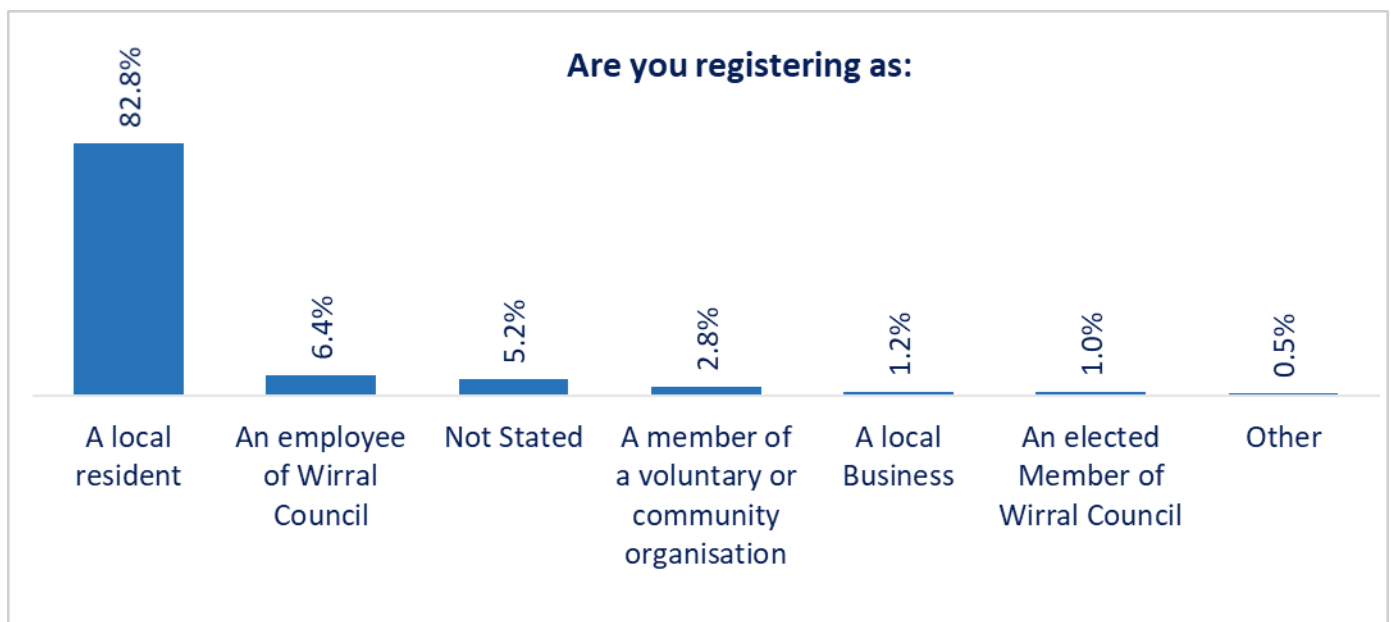 Are you registering as:
82.8%
6.4%
5.2%
2.8%
1.2%
1.0%
0.5%
A local
resident
An employee
of Wirral
Council
Not Stated
A member of
a voluntary or
community
organisation
A local
Business
An elected
Member of
Wirral Council
Other